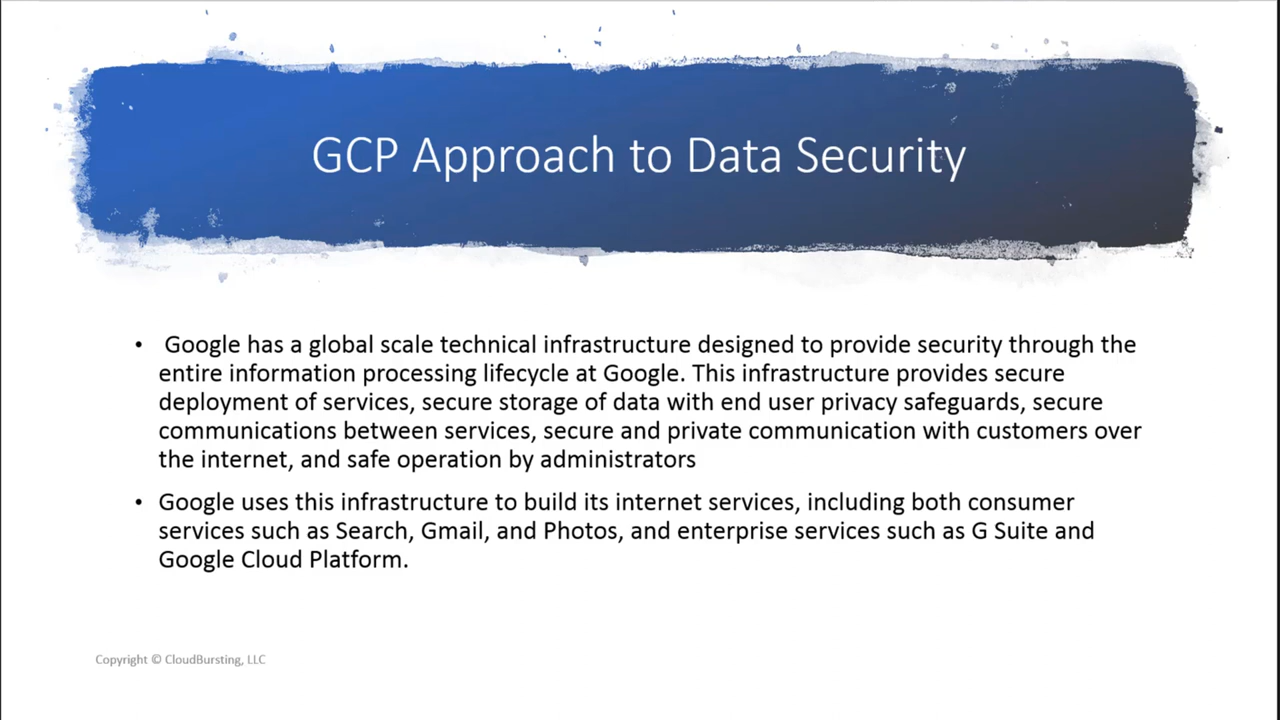 GCP Approach to Data Security
• Google has a global scale technical infrastructure designed to provide security through the
entire information processing lifecycle at Google. This infrastructure provides secure
deployment of services, secure storage of data with end user privacy safeguards, secure
communications between services, secure and private communication with customers over
the internet, and safe operation by administrators
• Google uses this infrastructure to build its internet services, including both consumer
services such as Search, Gmail, and Photos, and enterprise services such as G Suite and
Google Cloud Platform.
Copyright © CloudBursting, LLC